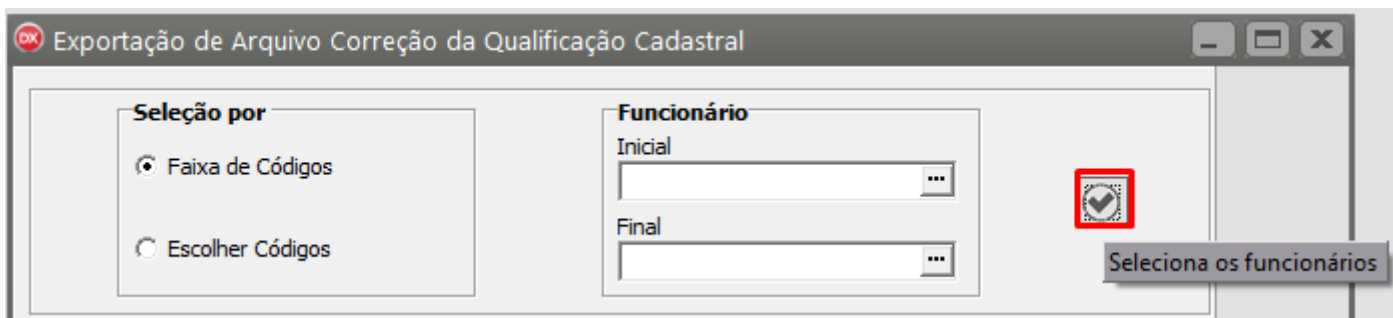 DX Exportação de Arquivo Correção da Qualificação Cadastral
Seleção por
Faixa de Códigos
Escolher Códigos
Funcionário
Inicial
...
Final
...
Seleciona os funcionários